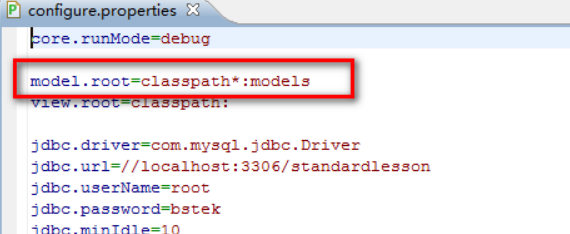 configure.properties
core.runMode=debug
model.root=classpath*:models
view.root=classpath:
jdbc.driver=com.mysql.jdbc.Driver
jdbc.url=//localhost:3306/standardlesson
jdbc.userName=root
jdbc.password=bstek
jdbc.minIdle=10